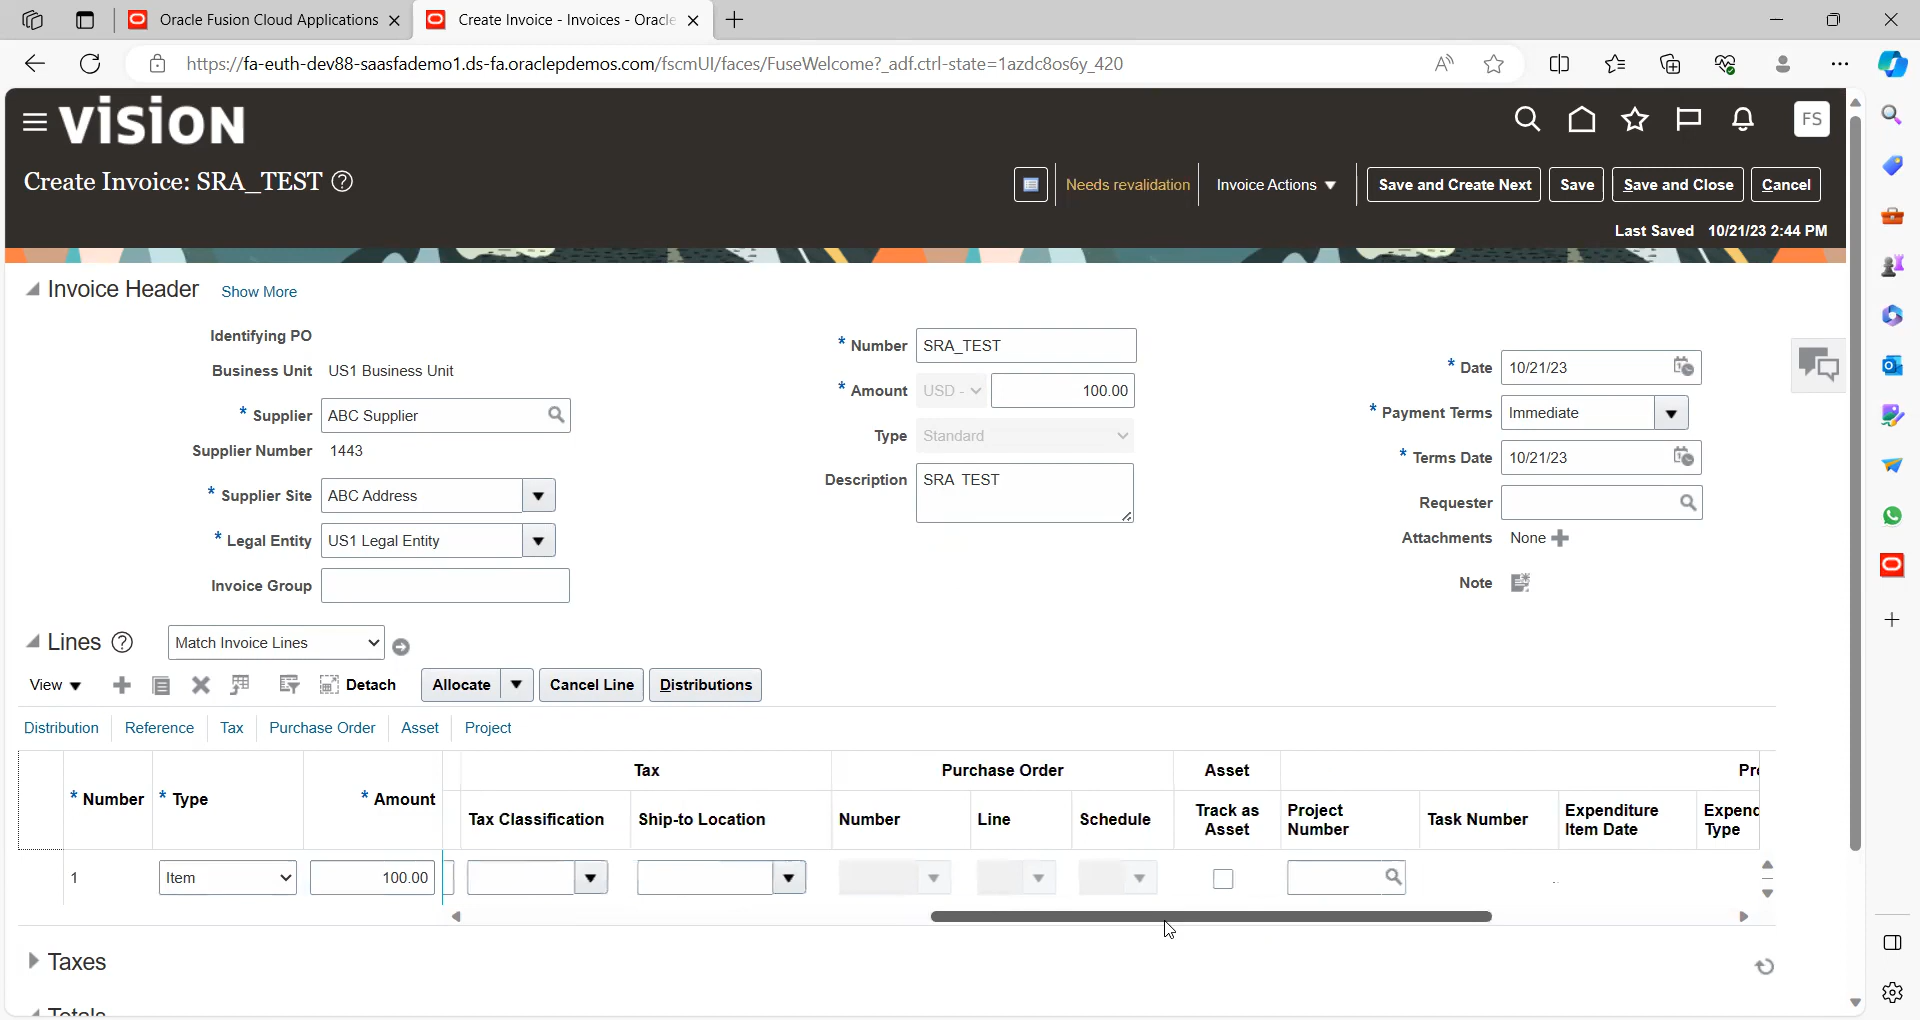 Oracle Fusion Cloud Applications
Create Invoice - Invoices - Oracle
https://fa-euth-dev88-saasfademo1.ds-fa.oraclepdemos.com/fscmUI/faces/FuseWelcome?_adf.ctrl-state=1azdc8os6y_420
VISION
FS
Create Invoice: SRA_TEST
Needs revalidation
Invoice Actions
Save and Create Next
Save
Save and Close
Cancel
Last Saved 10/21/23 2:44 PM
Invoice Header Show More
Identifying PO
Business Unit US1 Business Unit
* Supplier ABC Supplier
Supplier Number 1443
* Supplier Site ABC Address
* Legal Entity US1 Legal Entity
Invoice Group
* Number SRA_TEST
* Amount USD - 100.00
Type Standard
Description SRA TEST
* Date 10/21/23
* Payment Terms Immediate
* Terms Date 10/21/23
Requester
Attachments None
Note
Lines ? Match Invoice Lines
View Detach Allocate Cancel Line Distributions
Distribution Reference Tax Purchase Order Asset Project
Tax Purchase Order Asset
* Number * Type * Amount Tax Classification Ship-to Location Number Line Schedule Track as Asset Project Number Task Number Expenditure Item Date Type
1 Item 100.00
Taxes
Totals